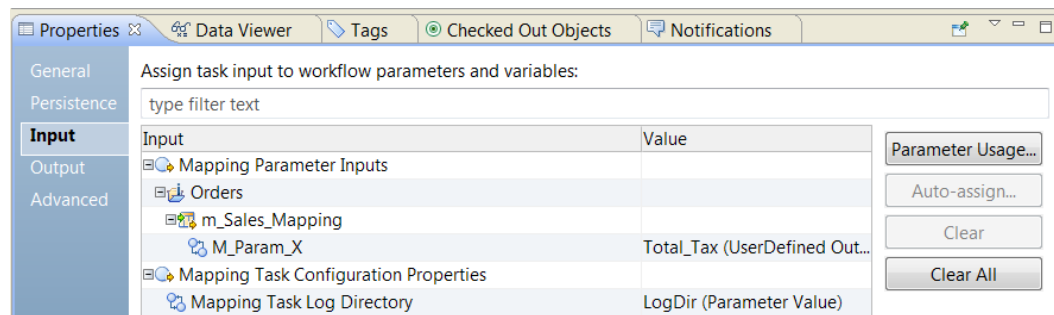 Properties Data Viewer Tags Checked Out Objects Notifications
General
Persistence
Input
Output
Advanced
Assign task input to workflow parameters and variables:
type filter text
Input Value
Mapping Parameter Inputs
Orders
m_Sales_Mapping
M_Param_X Total_Tax (UserDefined Out...
Mapping Task Configuration Properties
Mapping Task Log Directory LogDir (Parameter Value)
Parameter Usage...
Auto-assign...
Clear
Clear All